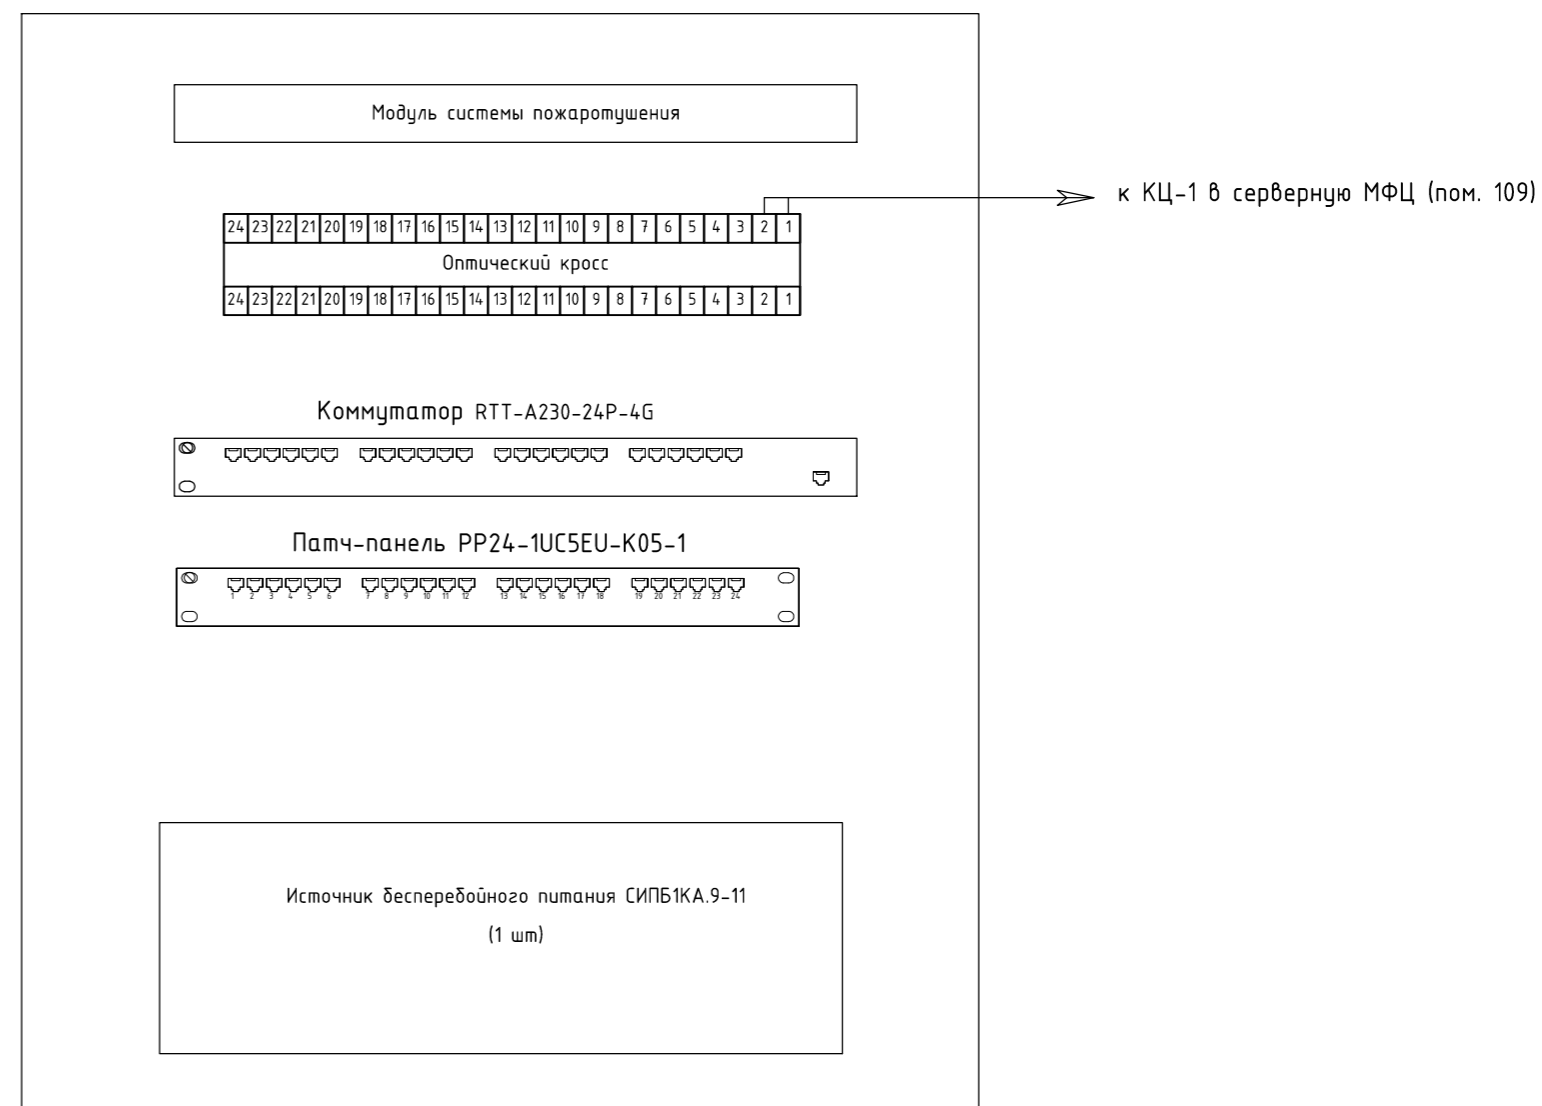 Модуль системы пожаротушения
к КЦ-1 в серверную МФЦ (пом. 109)
24 23 22 21 20 19 18 17 16 15 14 13 12 11 10 9 8 7 6 5 4 3 2 1
Оптический кросс
24 23 22 21 20 19 18 17 16 15 14 13 12 11 10 9 8 7 6 5 4 3 2 1
Коммутатор RTT-A230-24P-4G
Патч-панель PP24-1UC5EU-K05-1
1 2 3 4 5 6 7 8 9 10 11 12 13 14 15 16 17 18 19 20 21 22 23 24
Источник бесперебойного питания СИПБ1КА.9-11
(1 шт)